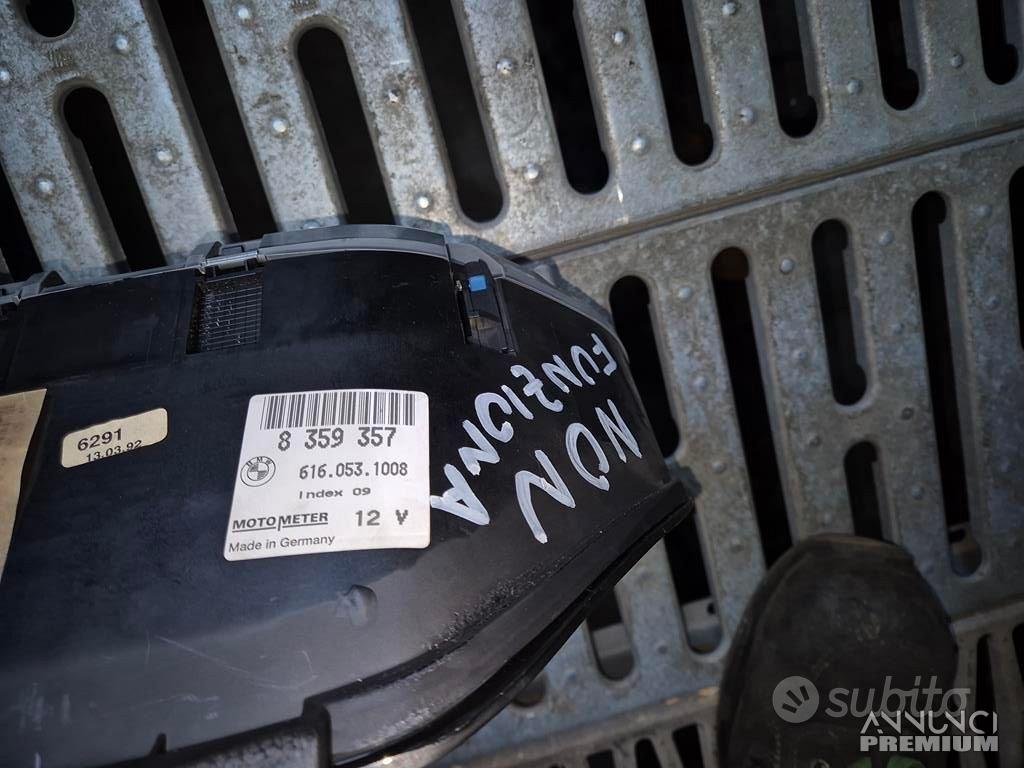 6291
13.03.92
8 359 357
BMW
616.053.1008
Index 09
MOTOMETER 12 V
Made in Germany
NON
FUNZIONA
subito
ANNUNCI
PREMIUM